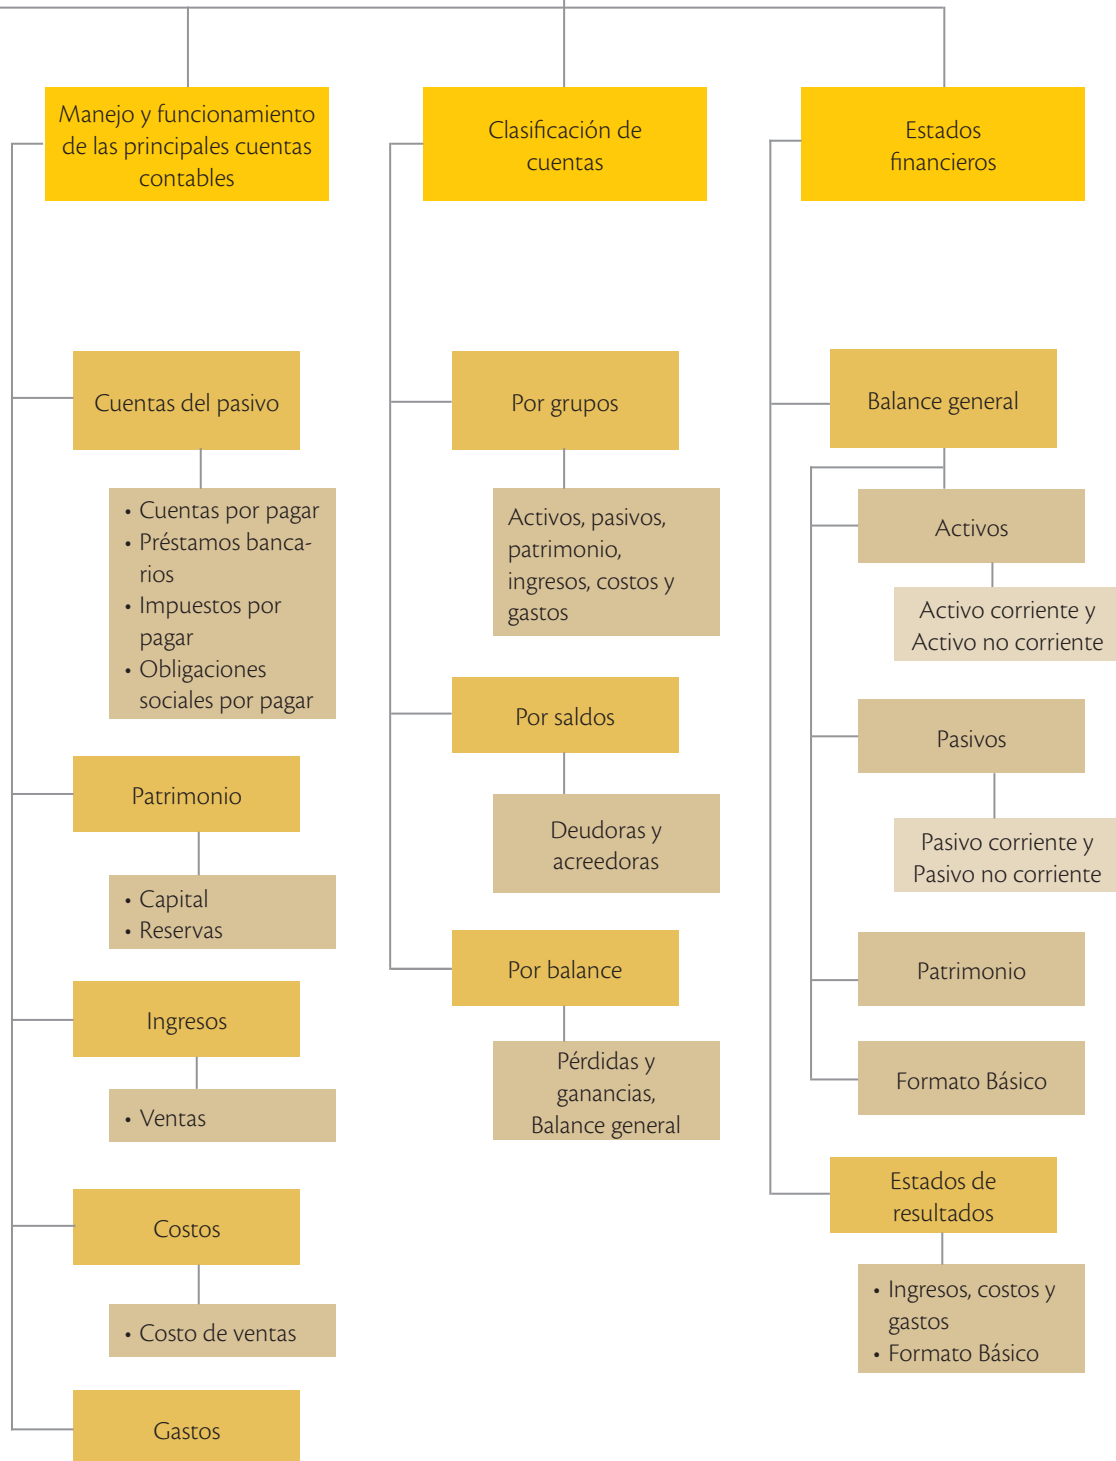 Manejo y funcionamiento
de las principales cuentas
contables
Cuentas del pasivo
• Cuentas por pagar
• Préstamos banca-
rios
• Impuestos por
pagar
• Obligaciones
sociales por pagar
Patrimonio
• Capital
• Reservas
Ingresos
• Ventas
Costos
• Costo de ventas
Gastos
Clasificación de
cuentas
Por grupos
Activos, pasivos,
patrimonio,
ingresos, costos y
gastos
Por saldos
Deudoras y
acreedoras
Por balance
Pérdidas y
ganancias,
Balance general
Estados
financieros
Balance general
Activos
Activo corriente y
Activo no corriente
Pasivos
Pasivo corriente y
Pasivo no corriente
Patrimonio
Formato Básico
Estados de
resultados
• Ingresos, costos y
gastos
• Formato Básico